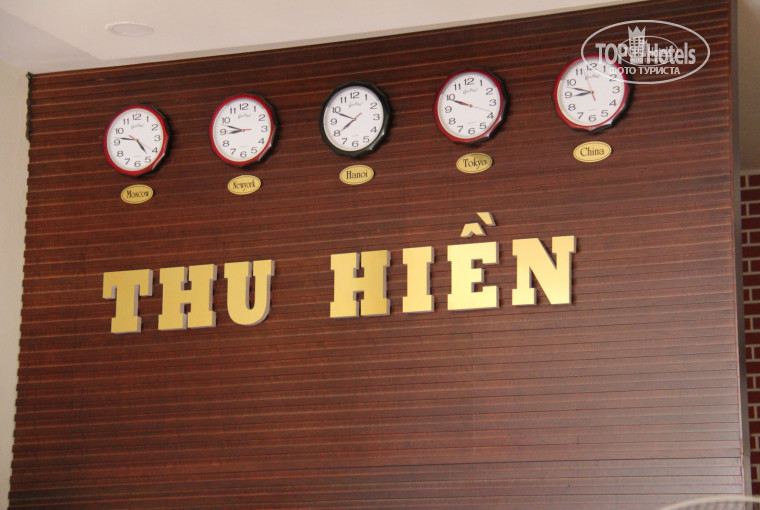 TOP Hotels
ФОТО ТУРИСТА
Moscow
Newyork
Hanoi
Tokyo
China
THU HIỀN